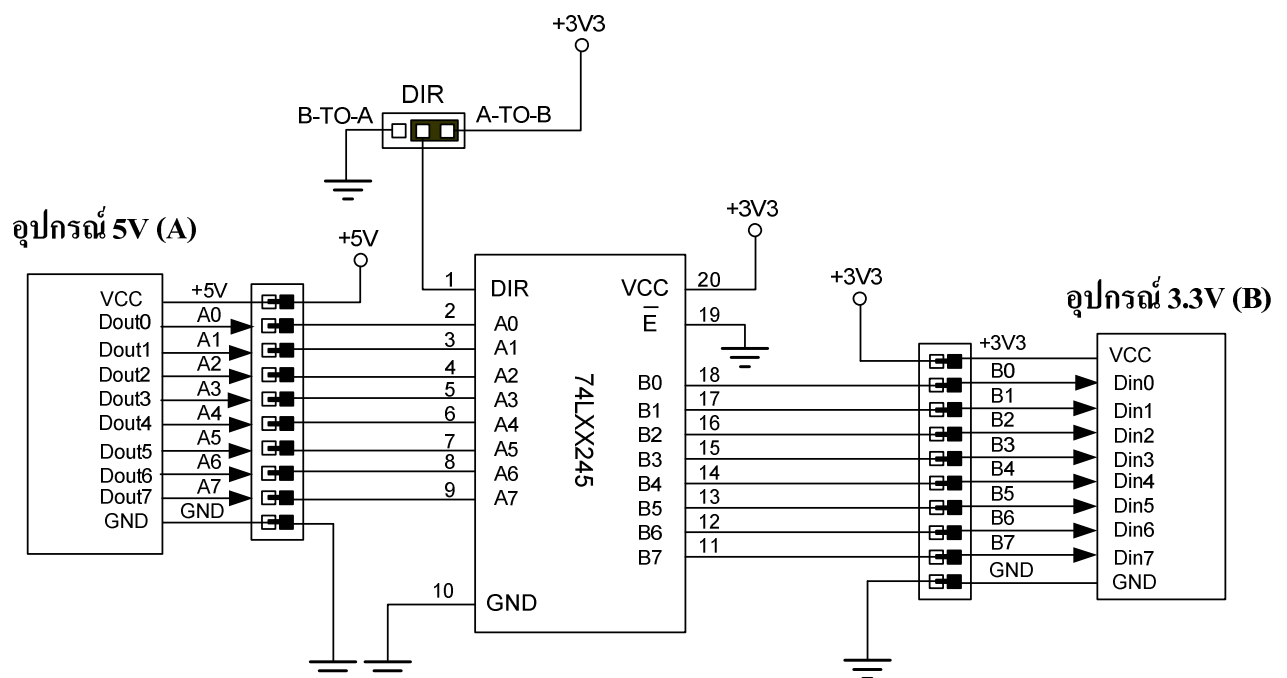 +3V3
DIR
B-TO-A
A-TO-B
อุปกรณ์ 5V (A)
+5V
+3V3
+3V3
อุปกรณ์ 3.3V (B)
VCC
Dout0
Dout1
Dout2
Dout3
Dout4
Dout5
Dout6
Dout7
GND
+5V
A0
A1
A2
A3
A4
A5
A6
A7
GND
1
2
3
4
5
6
7
8
9
10
DIR
A0
A1
A2
A3
A4
A5
A6
A7
GND
74LXX245
VCC
E
B0
B1
B2
B3
B4
B5
B6
B7
20
19
18
17
16
15
14
13
12
11
+3V3
B0
B1
B2
B3
B4
B5
B6
B7
GND
VCC
Din0
Din1
Din2
Din3
Din4
Din5
Din6
Din7
GND